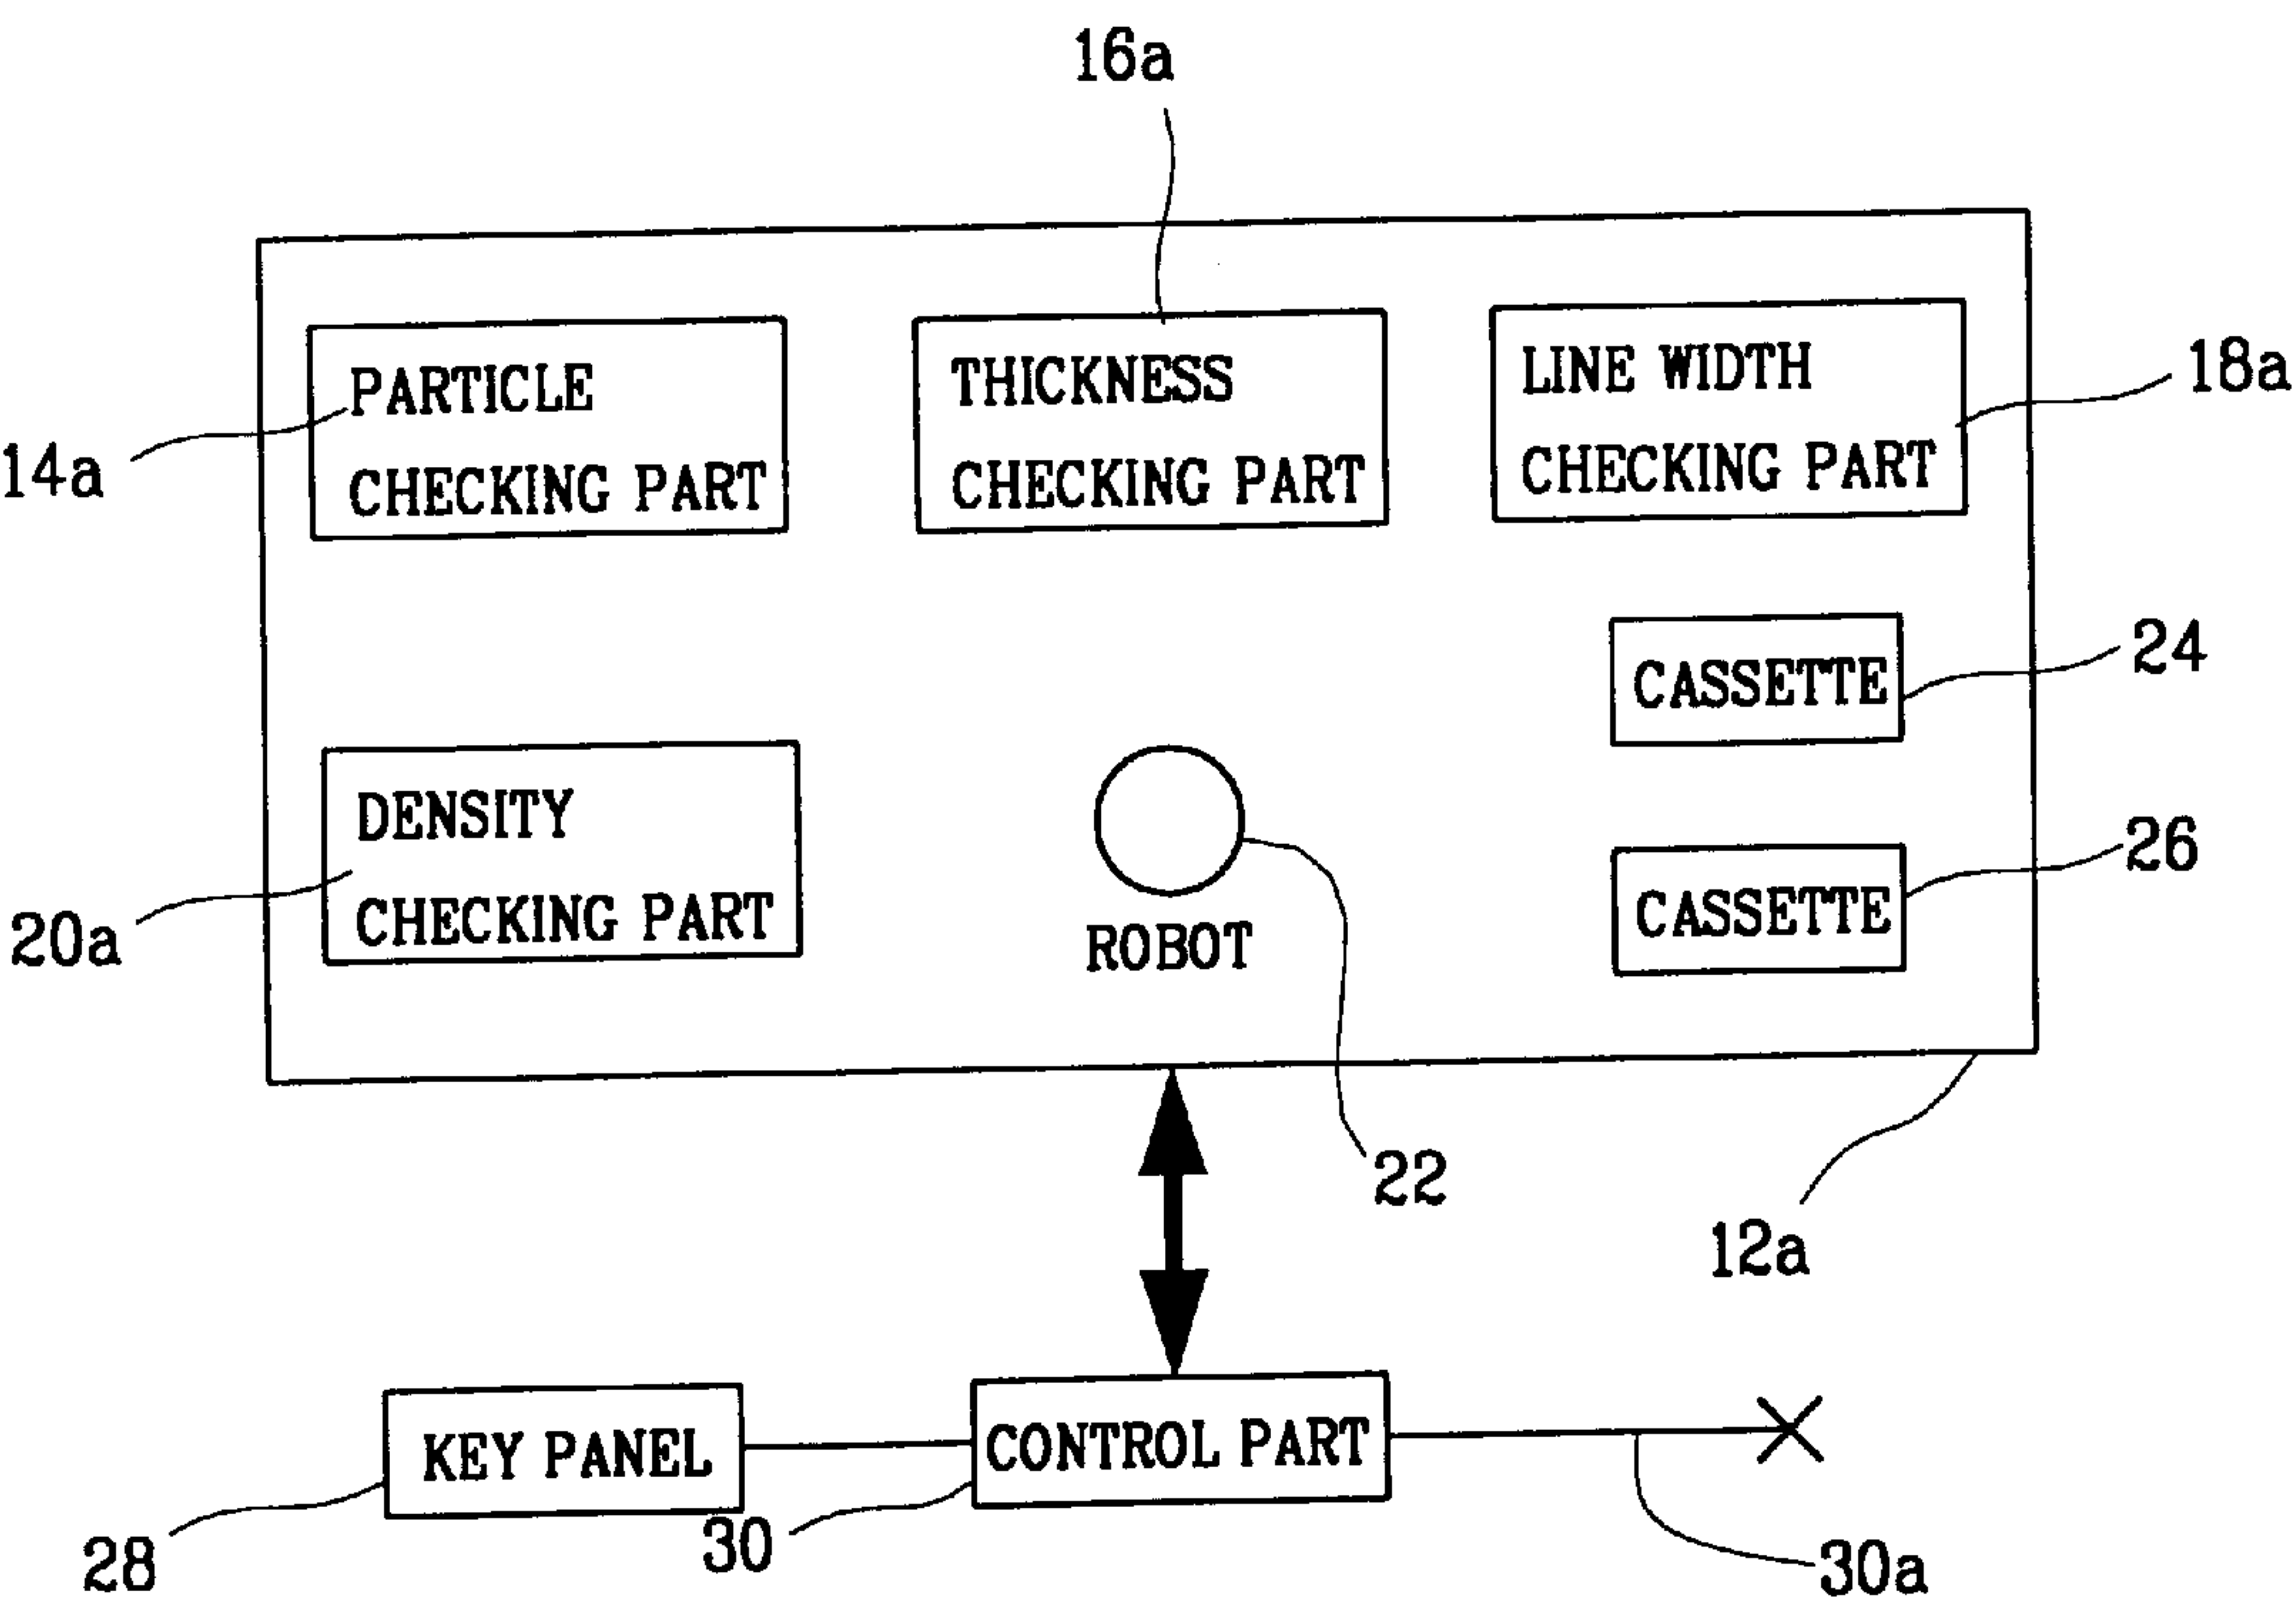 16a
PARTICLE
CHECKING PART
THICKNESS
CHECKING PART
LINE WIDTH
CHECKING PART
18a
14a
CASSETTE
24
DENSITY
CHECKING PART
20a
ROBOT
CASSETTE
26
22
12a
KEY PANEL
CONTROL PART
28
30
30a